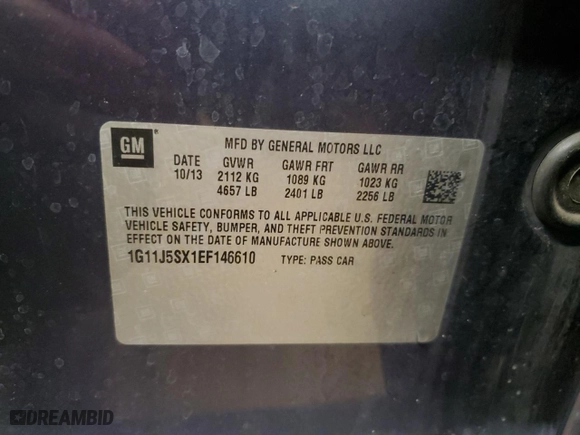 GM
MFD BY GENERAL MOTORS LLC
DATE GVWR GAWR FRT GAWR RR
10/13 2112 KG 1089 KG 1023 KG
4657 LB 2401 LB 2256 LB
THIS VEHICLE CONFORMS TO ALL APPLICABLE U.S. FEDERAL MOTOR
VEHICLE SAFETY, BUMPER, AND THEFT PREVENTION STANDARDS IN
EFFECT ON THE DATE OF MANUFACTURE SHOWN ABOVE.
1G11J5SX1EF146610 TYPE: PASS CAR
DREAMBID